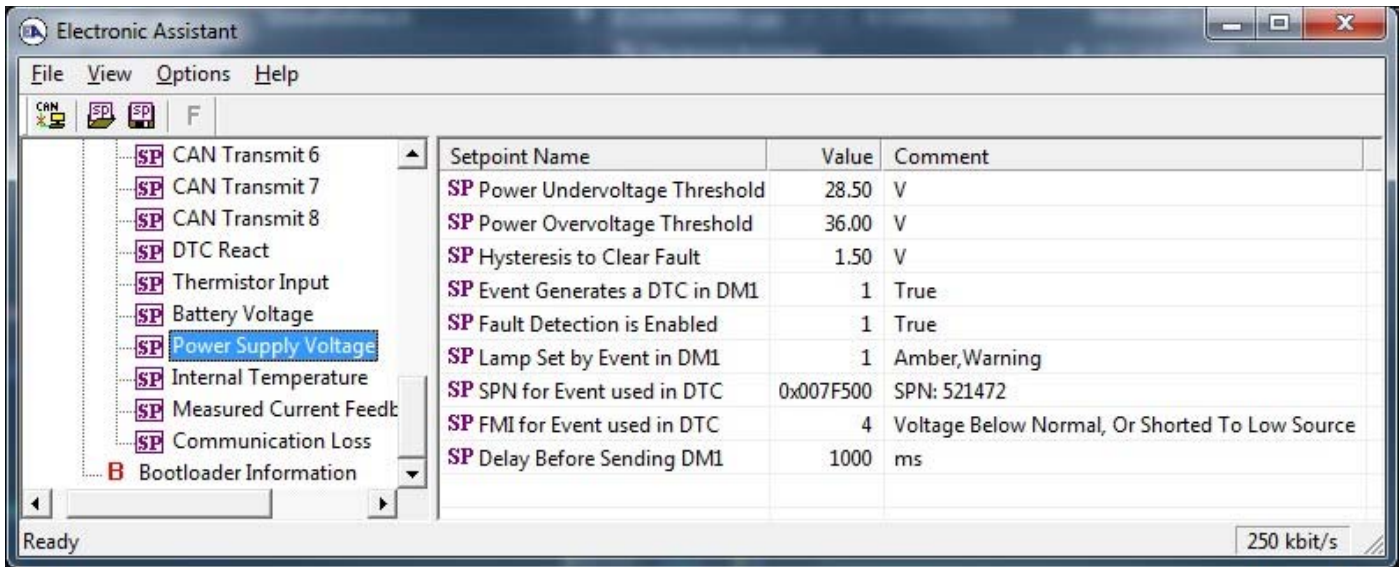 Electronic Assistant
File View Options Help
CAN SP SP F
SP CAN Transmit 6
SP CAN Transmit 7
SP CAN Transmit 8
SP DTC React
SP Thermistor Input
SP Battery Voltage
SP Power Supply Voltage
SP Internal Temperature
SP Measured Current Feedb
SP Communication Loss
B Bootloader Information
Setpoint Name Value Comment
SP Power Undervoltage Threshold 28.50 V
SP Power Overvoltage Threshold 36.00 V
SP Hysteresis to Clear Fault 1.50 V
SP Event Generates a DTC in DM1 1 True
SP Fault Detection is Enabled 1 True
SP Lamp Set by Event in DM1 1 Amber,Warning
SP SPN for Event used in DTC 0x007F500 SPN: 521472
SP FMI for Event used in DTC 4 Voltage Below Normal, Or Shorted To Low Source
SP Delay Before Sending DM1 1000 ms
Ready 250 kbit/s